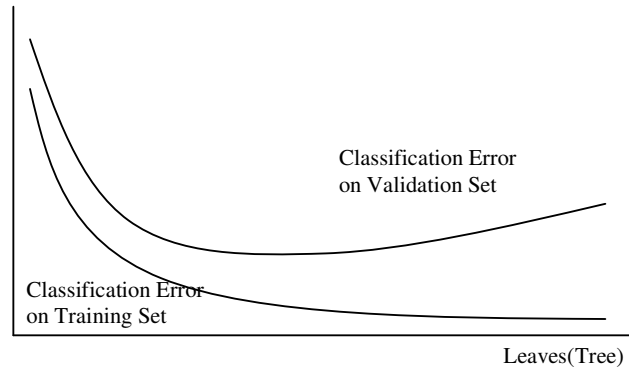 Classification Error
on Validation Set
Classification Error
on Training Set
Leaves(Tree)